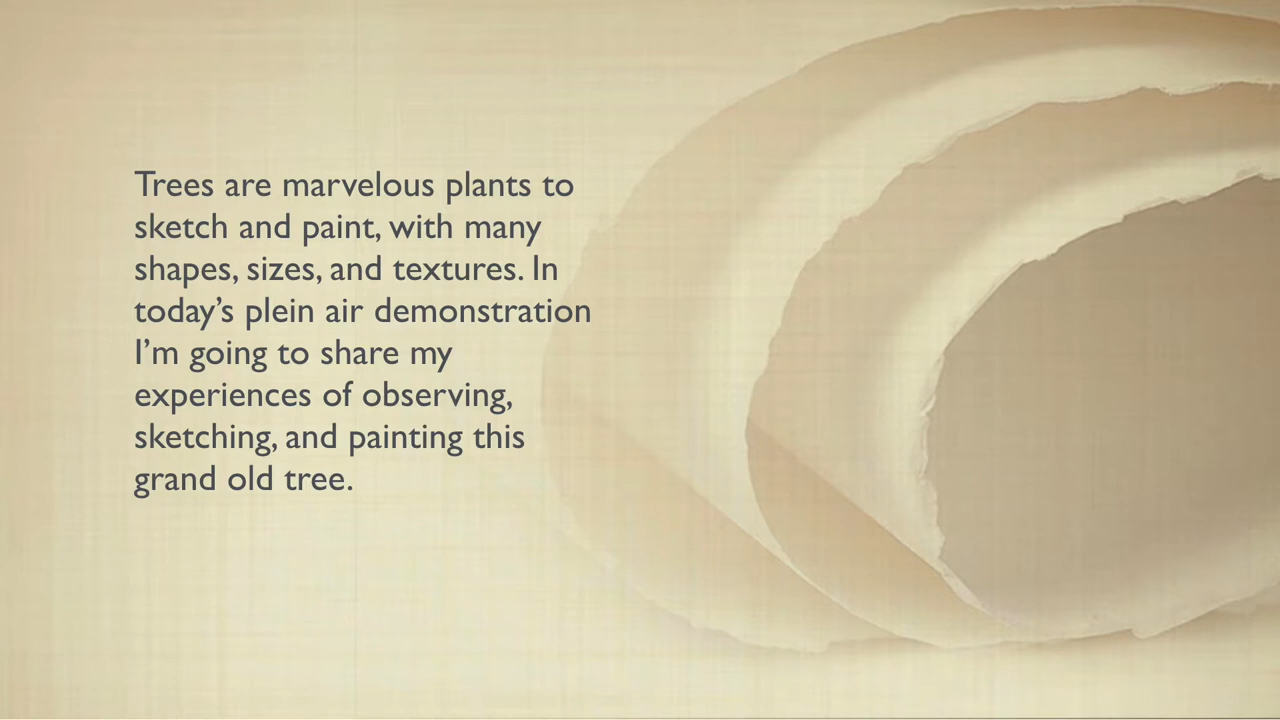 Trees are marvelous plants to
sketch and paint, with many
shapes, sizes, and textures. In
today’s plein air demonstration
I’m going to share my
experiences of observing,
sketching, and painting this
grand old tree.